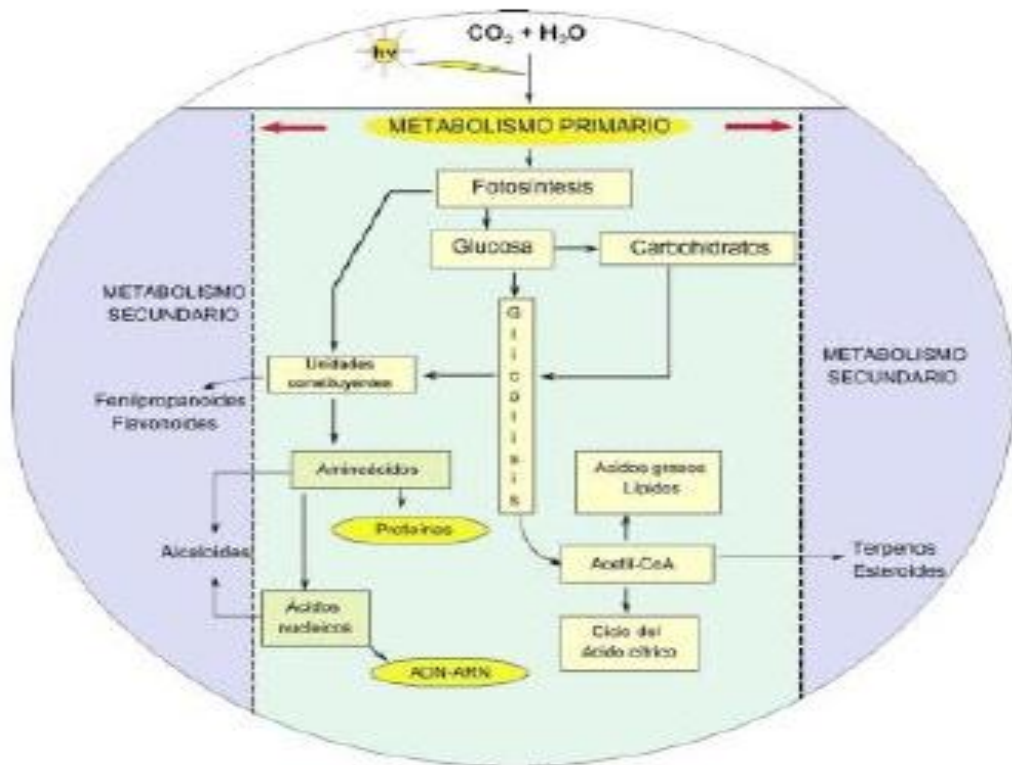 CO2 + H2O
hv
METABOLISMO PRIMARIO
Fotosíntesis
Glucosa
Carbohidratos
METABOLISMO
SECUNDARIO
Glicolisis
METABOLISMO
SECUNDARIO
Unidades
constituyentes
Fenilpropanoides
Flavonoides
Aminoácidos
Proteínas
Ácidos grasos
Lípidos
Alcaloides
Acetil-CoA
Terpenos
Esteroides
Ácidos
nucleicos
Ciclo del
Ácido cítrico
ADN-ARN